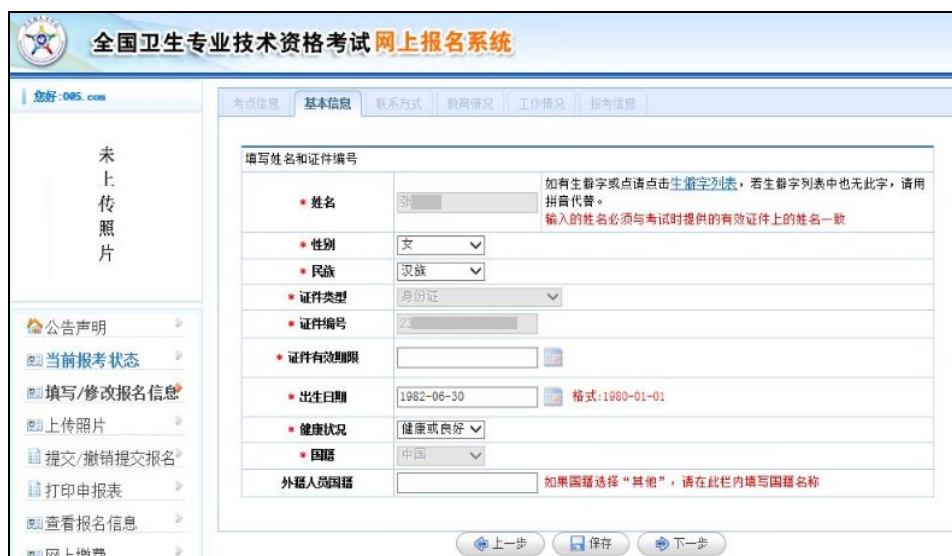 全国卫生专业技术资格考试 网上报名系统
您好:005.com
未上传照片
公告声明
当前报考状态
填写/修改报名信息
上传照片
提交/撤销提交报名
打印申报表
查看报名信息
网上缴费
考点信息 基本信息 联系方式 教育情况 工作情况 报考信息
填写姓名和证件编号
* 姓名 张 如有生僻字或点请点击生僻字列表，若生僻字列表中也无此字，请用
拼音代替。
输入的姓名必须与考试时提供的有效证件上的姓名一致
* 性别 女
* 民族 汉族
* 证件类型 身份证
* 证件编号 23
* 证件有效期限
* 出生日期 1982-06-30 格式:1980-01-01
* 健康状况 健康或良好
* 国籍 中国
外籍人员国籍 如果国籍选择“其他”，请在此栏内填写国籍名称
上一步 保存 下一步